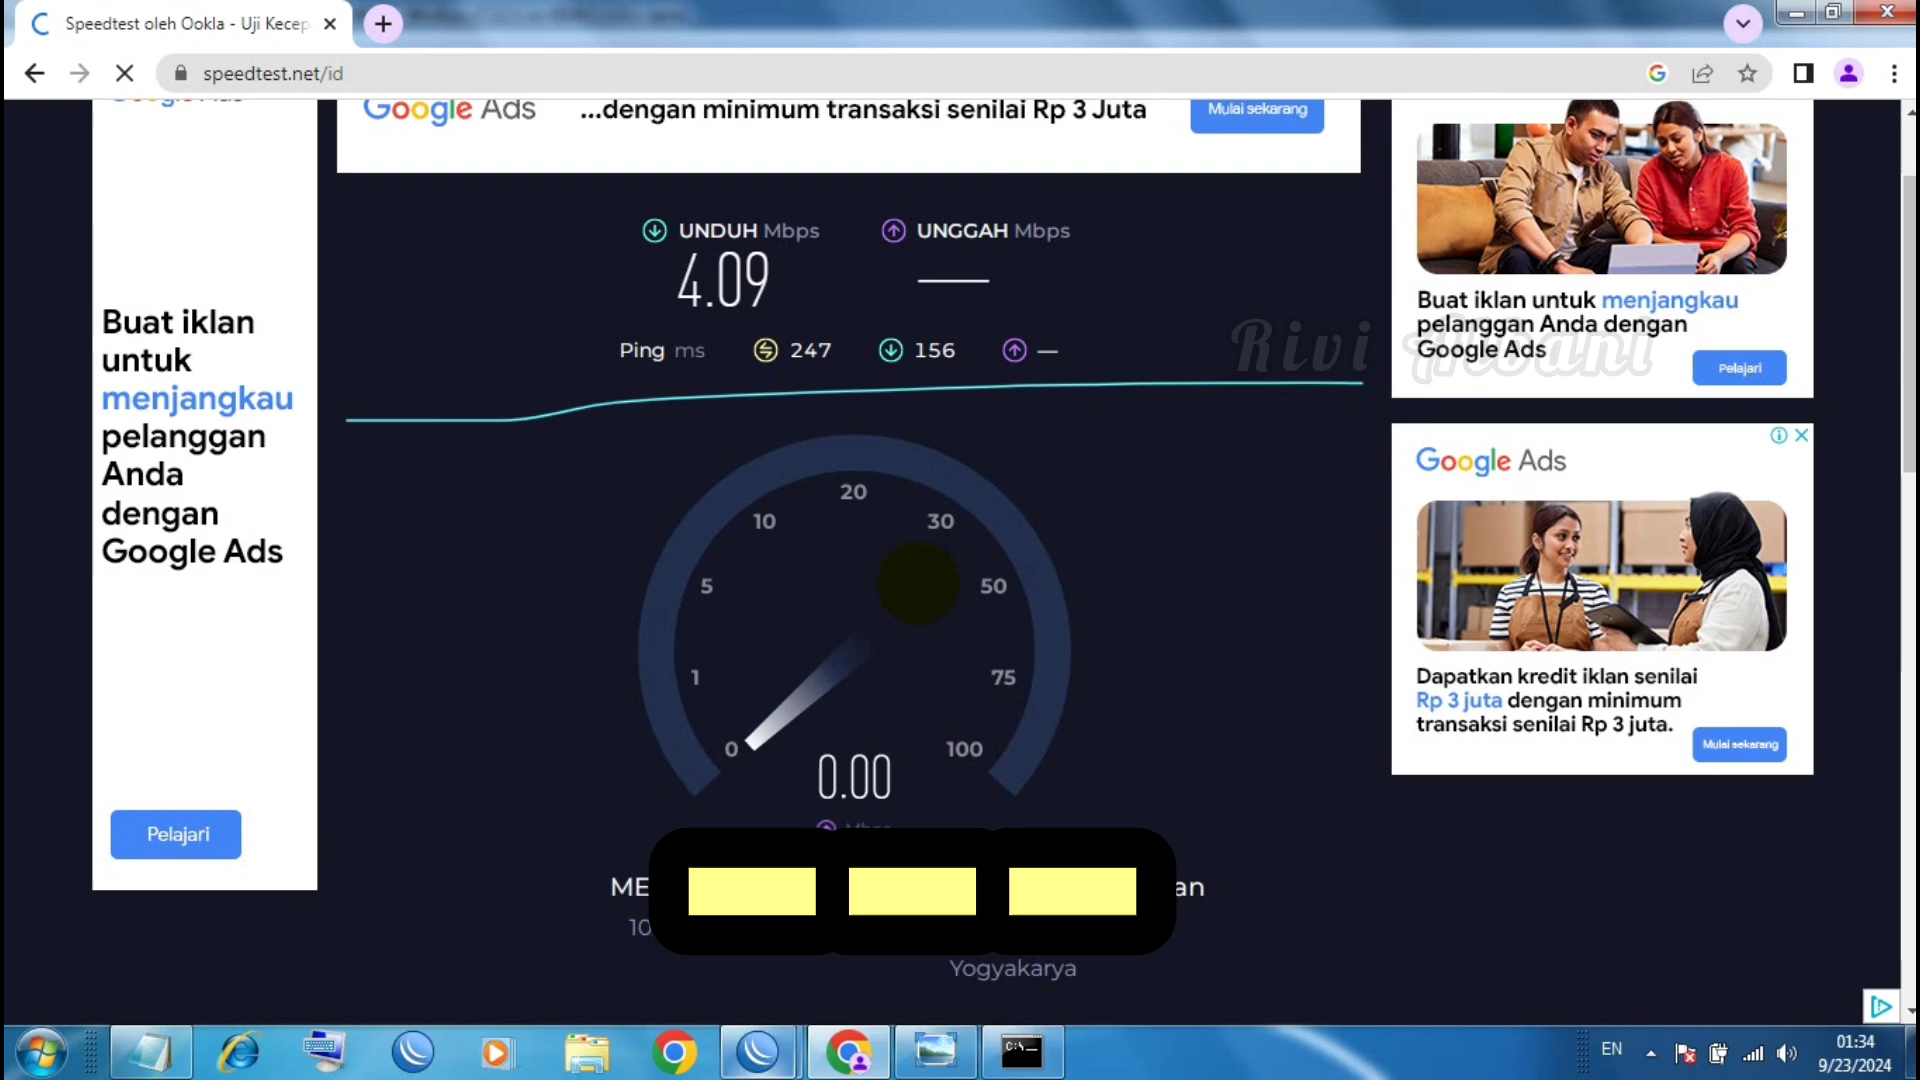 Speedtest oleh Ookla - Uji Kecep
speedtest.net/id
Google Ads
...dengan minimum transaksi senilai Rp 3 Juta
Mulai sekarang
UNDUH Mbps
4.09
UNGGAH Mbps
Ping ms
247
156
20
10
30
5
50
1
75
0
100
0.00
Mbps
ME
an
10
Yogyakarya
Buat iklan
untuk
menjangkau
pelanggan
Anda
dengan
Google Ads
Pelajari
Buat iklan untuk menjangkau
pelanggan Anda dengan
Google Ads
Pelajari
Rivi Albani
Google Ads
Dapatkan kredit iklan senilai
Rp 3 juta dengan minimum
transaksi senilai Rp 3 juta.
Mulai sekarang
C:\
EN
01:34
9/23/2024